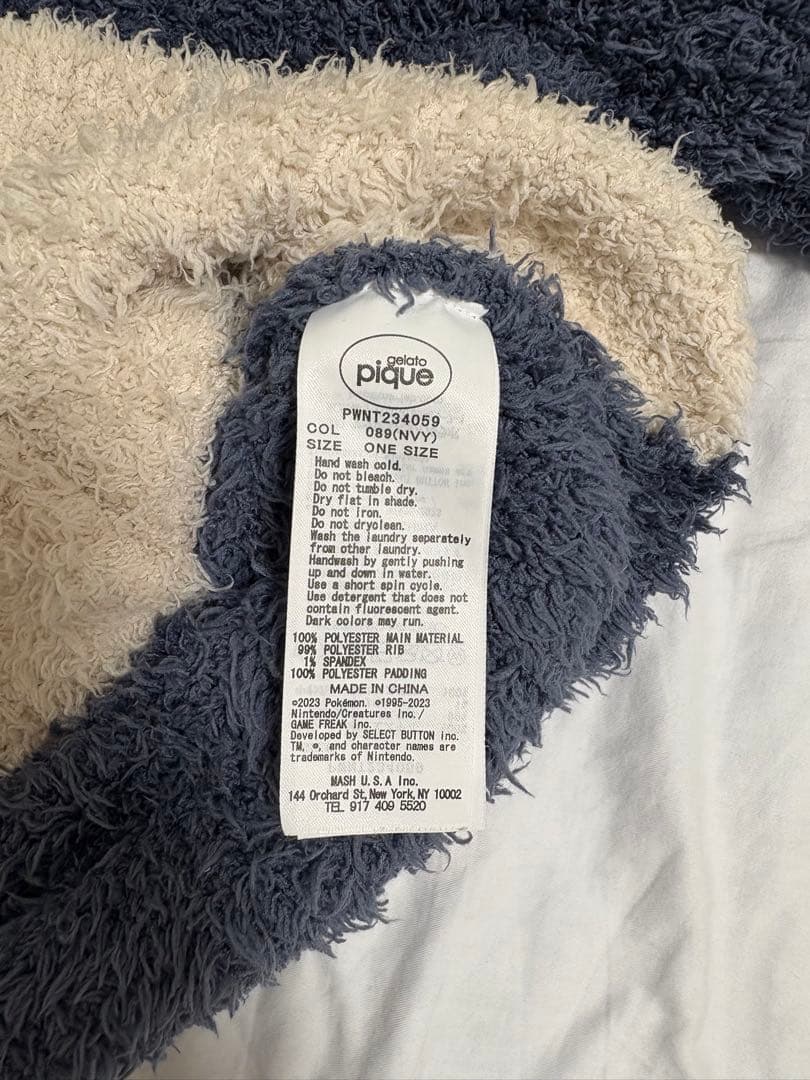 gelato
pique
PWNT234059
COL 089(NVY)
SIZE ONE SIZE
Hand wash cold.
Do not bleach.
Do not tumble dry.
Dry flat in shade.
Do not iron.
Do not dryclean.
Wash the laundry separately
from other laundry.
Handwash by gently pushing
up and down in water.
Use a short spin cycle.
Use detergent that does not
contain fluorescent agent.
Dark colors may run.
100% POLYESTER MAIN MATERIAL
99% POLYESTER RIB
1% SPANDEX
100% POLYESTER PADDING
MADE IN CHINA
©2023 Pokémon. ©1995-2023
Nintendo/Creatures Inc./
GAME FREAK inc.
Developed by SELECT BUTTON inc.
TM, ®, and character names are
trademarks of Nintendo.
MASH U.S.A Inc.
144 Orchard St, New York, NY 10002
TEL 917 409 5520